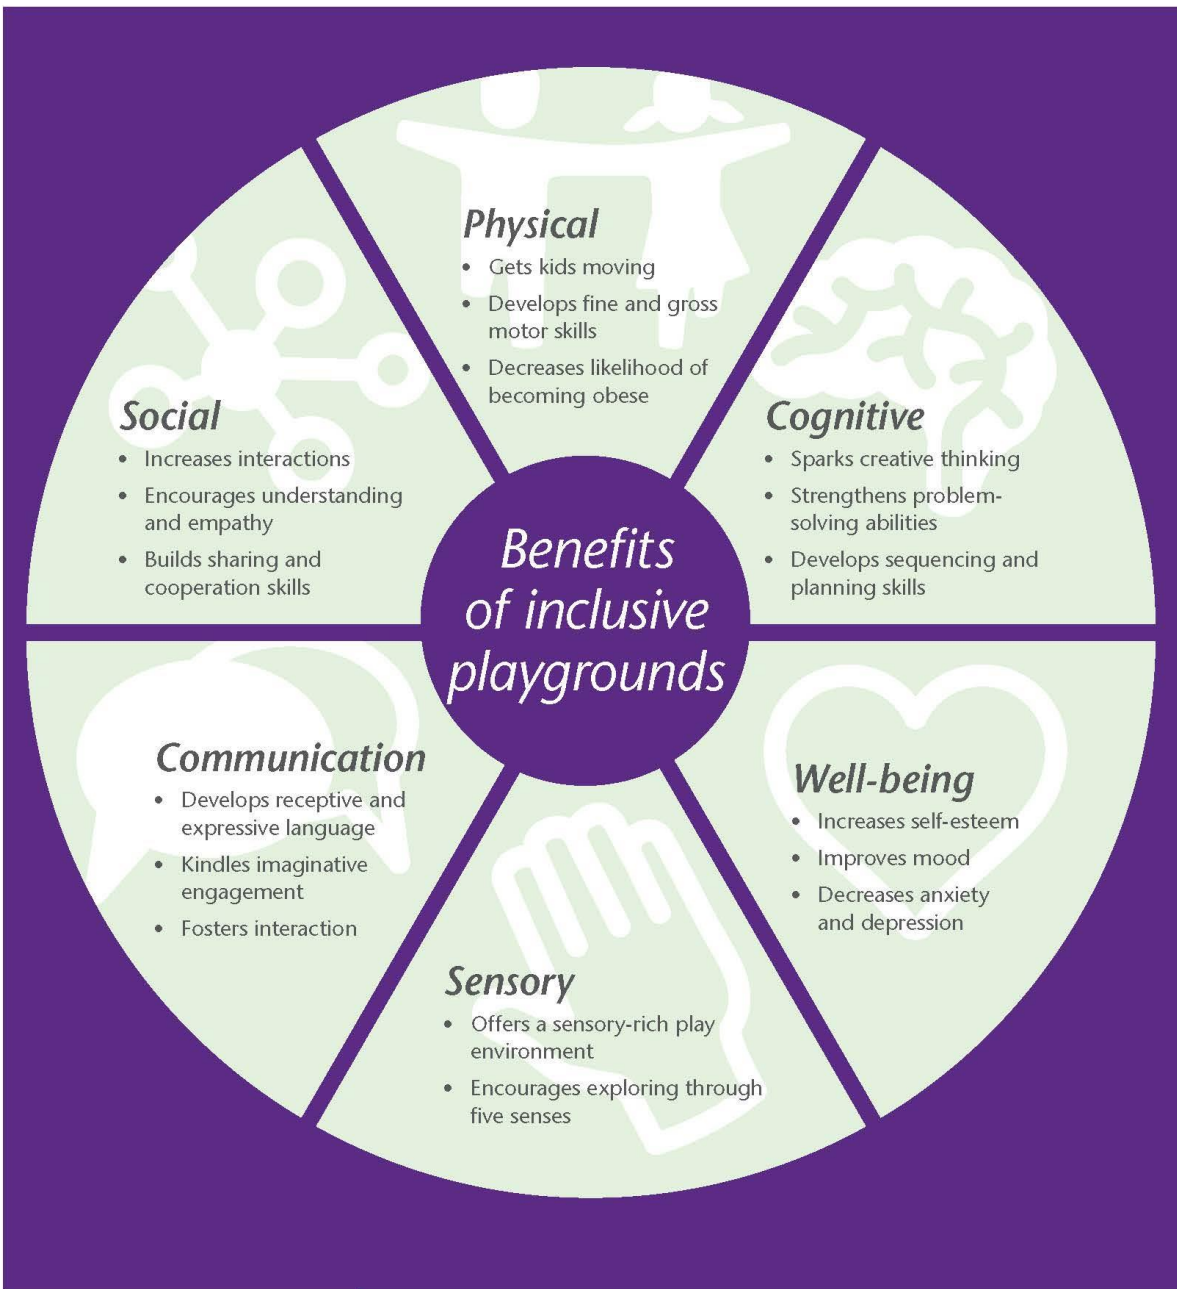 Physical
• Gets kids moving
• Develops fine and gross
motor skills
• Decreases likelihood of
becoming obese
Cognitive
• Sparks creative thinking
• Strengthens problem-
solving abilities
• Develops sequencing and
planning skills
Well-being
• Increases self-esteem
• Improves mood
• Decreases anxiety
and depression
Sensory
• Offers a sensory-rich play
environment
• Encourages exploring through
five senses
Communication
• Develops receptive and
expressive language
• Kindles imaginative
engagement
• Fosters interaction
Social
• Increases interactions
• Encourages understanding
and empathy
• Builds sharing and
cooperation skills
Benefits
of inclusive
playgrounds